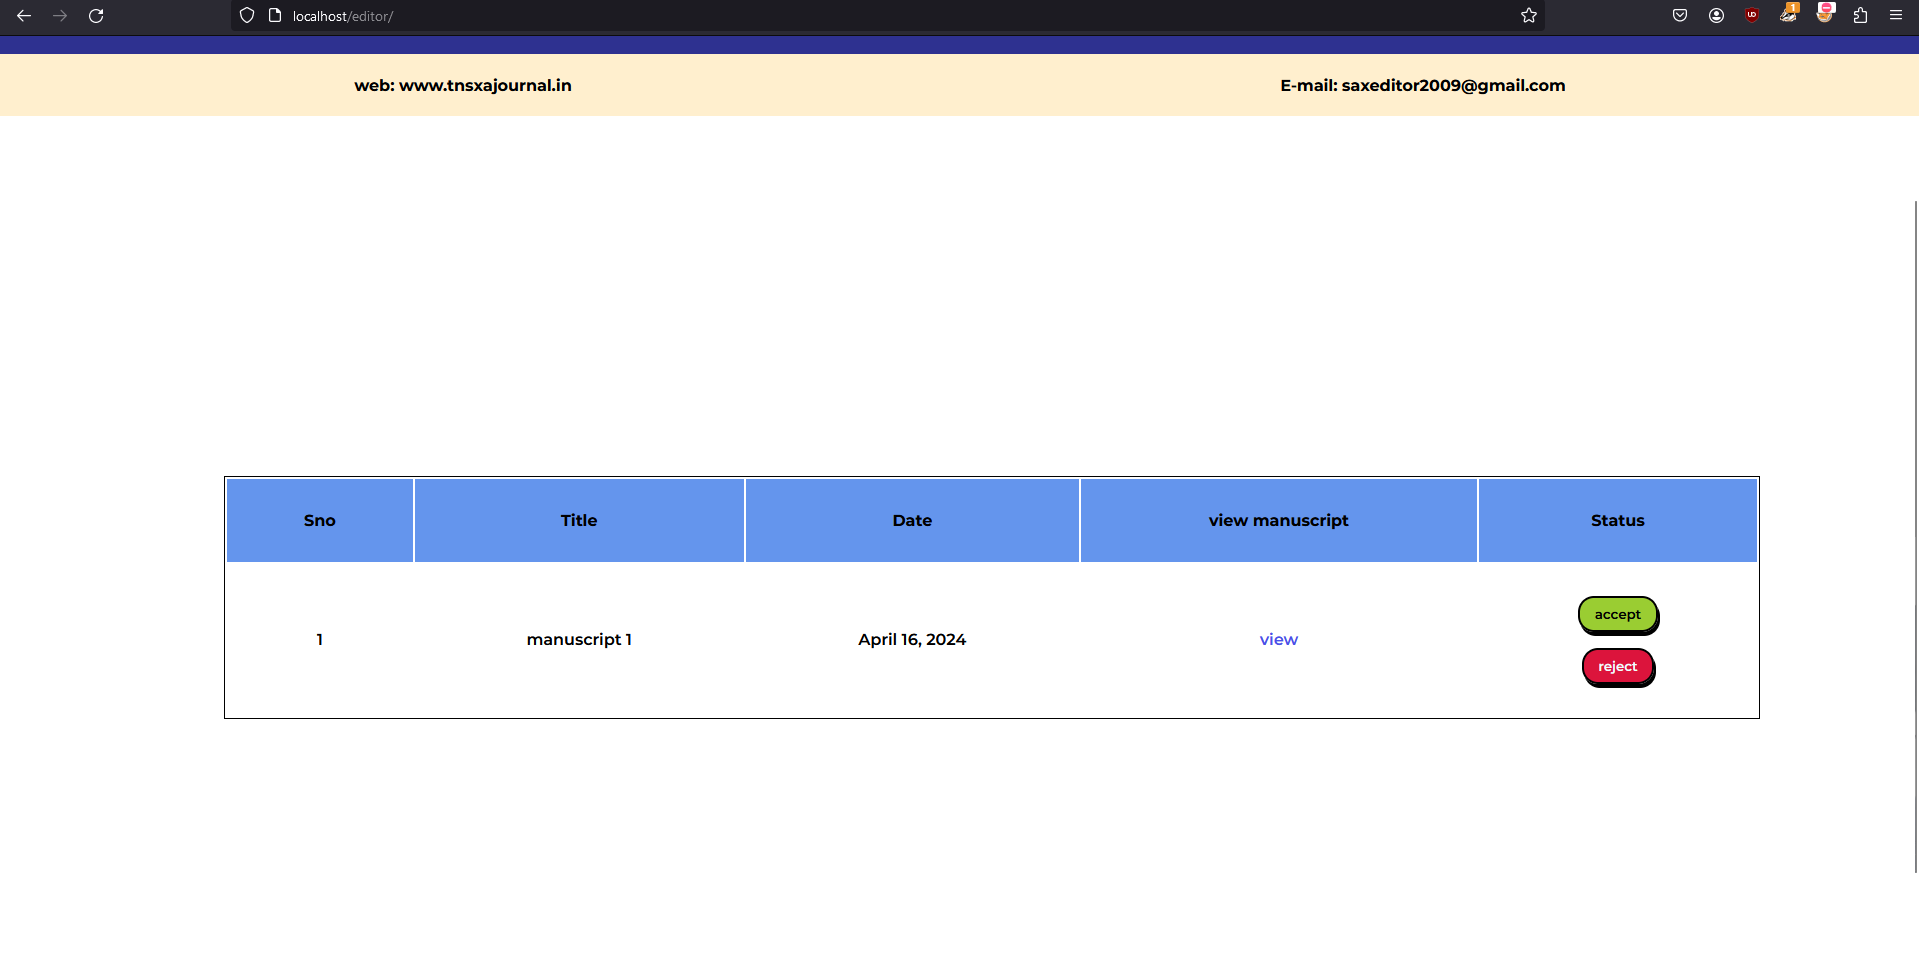 localhost/editor/
1
web: www.tnsxajournal.in E-mail: saxeditor2009@gmail.com
Sno Title Date view manuscript Status
1 manuscript 1 April 16, 2024 view accept
reject